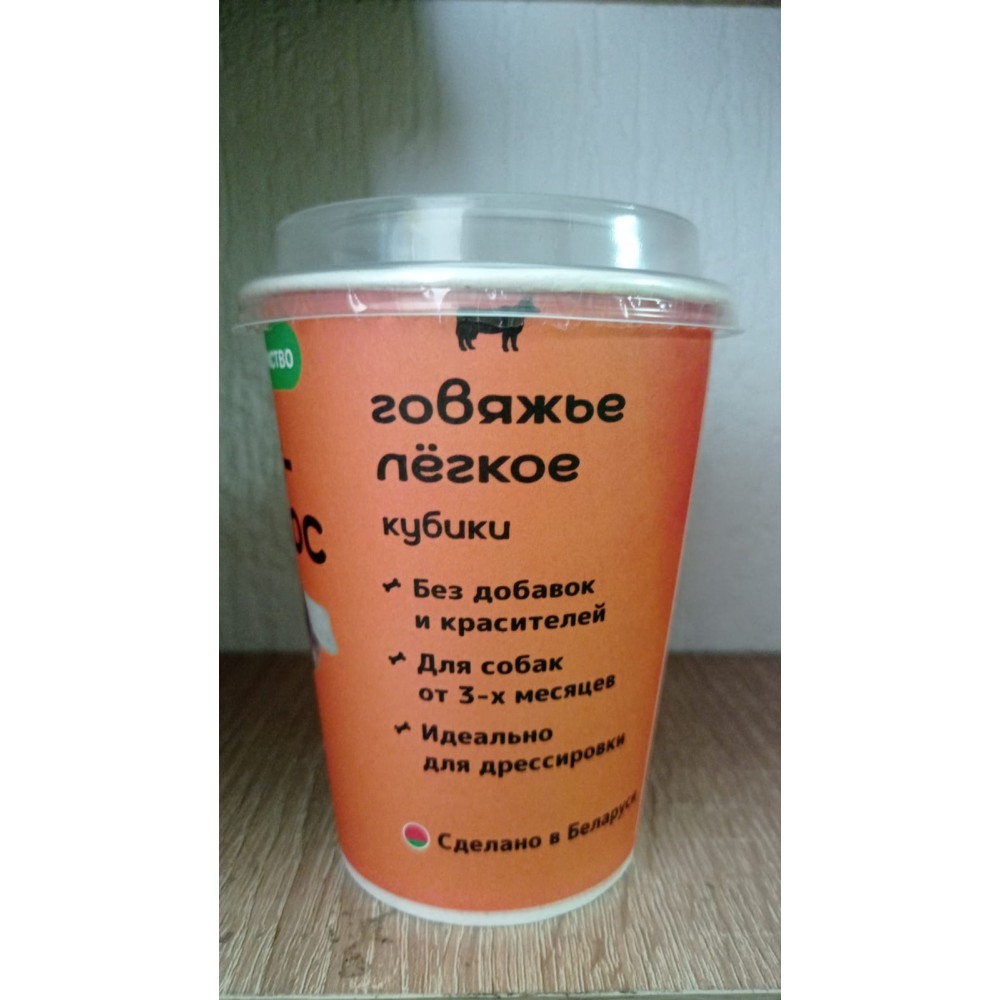 говяжье
лёгкое
кубики
Без добавок
и красителей
Для собак
от 3-х месяцев
Идеально
для дрессировки
Сделано в Беларуси